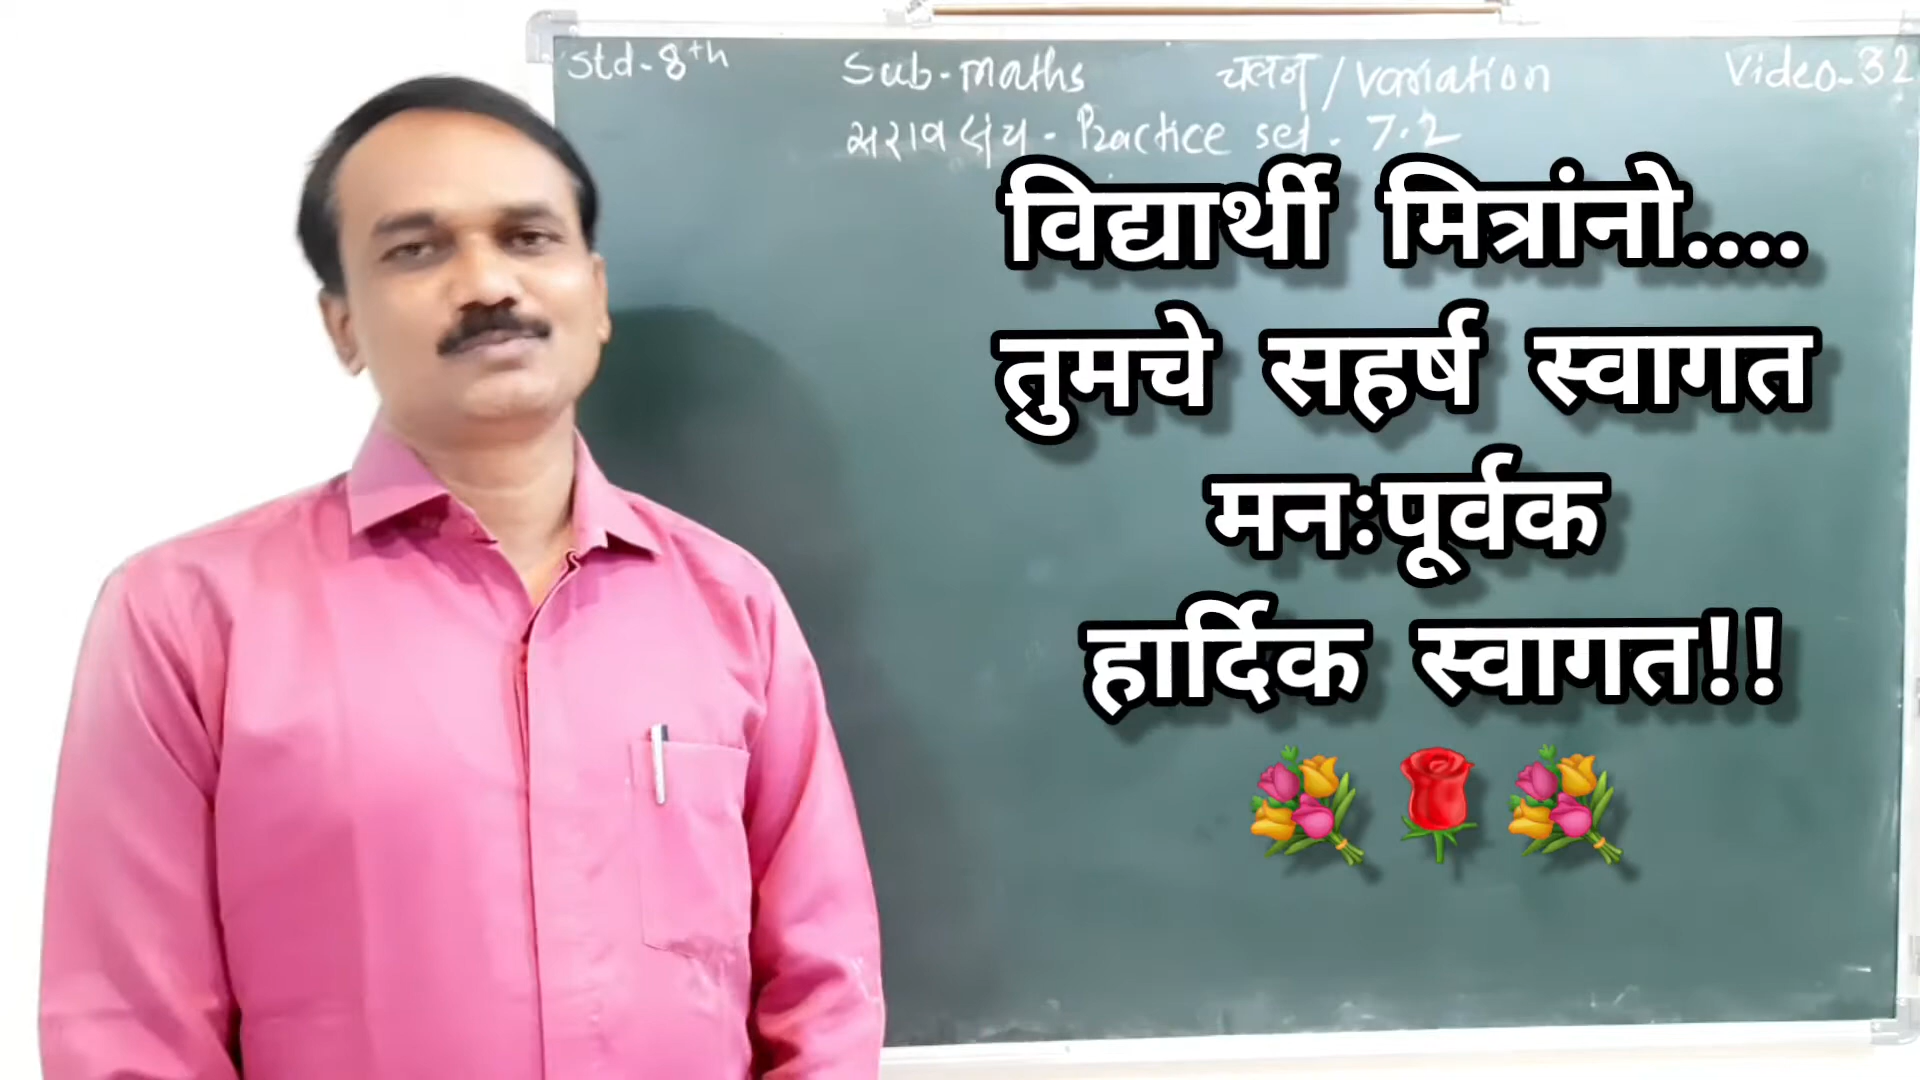 Std-8th Sub-maths चलन/variation Video-32
सराव संच - Practice set - 7.2
विद्यार्थी मित्रांनो....
तुमचे सहर्ष स्वागत
मनःपूर्वक
हार्दिक स्वागत!!